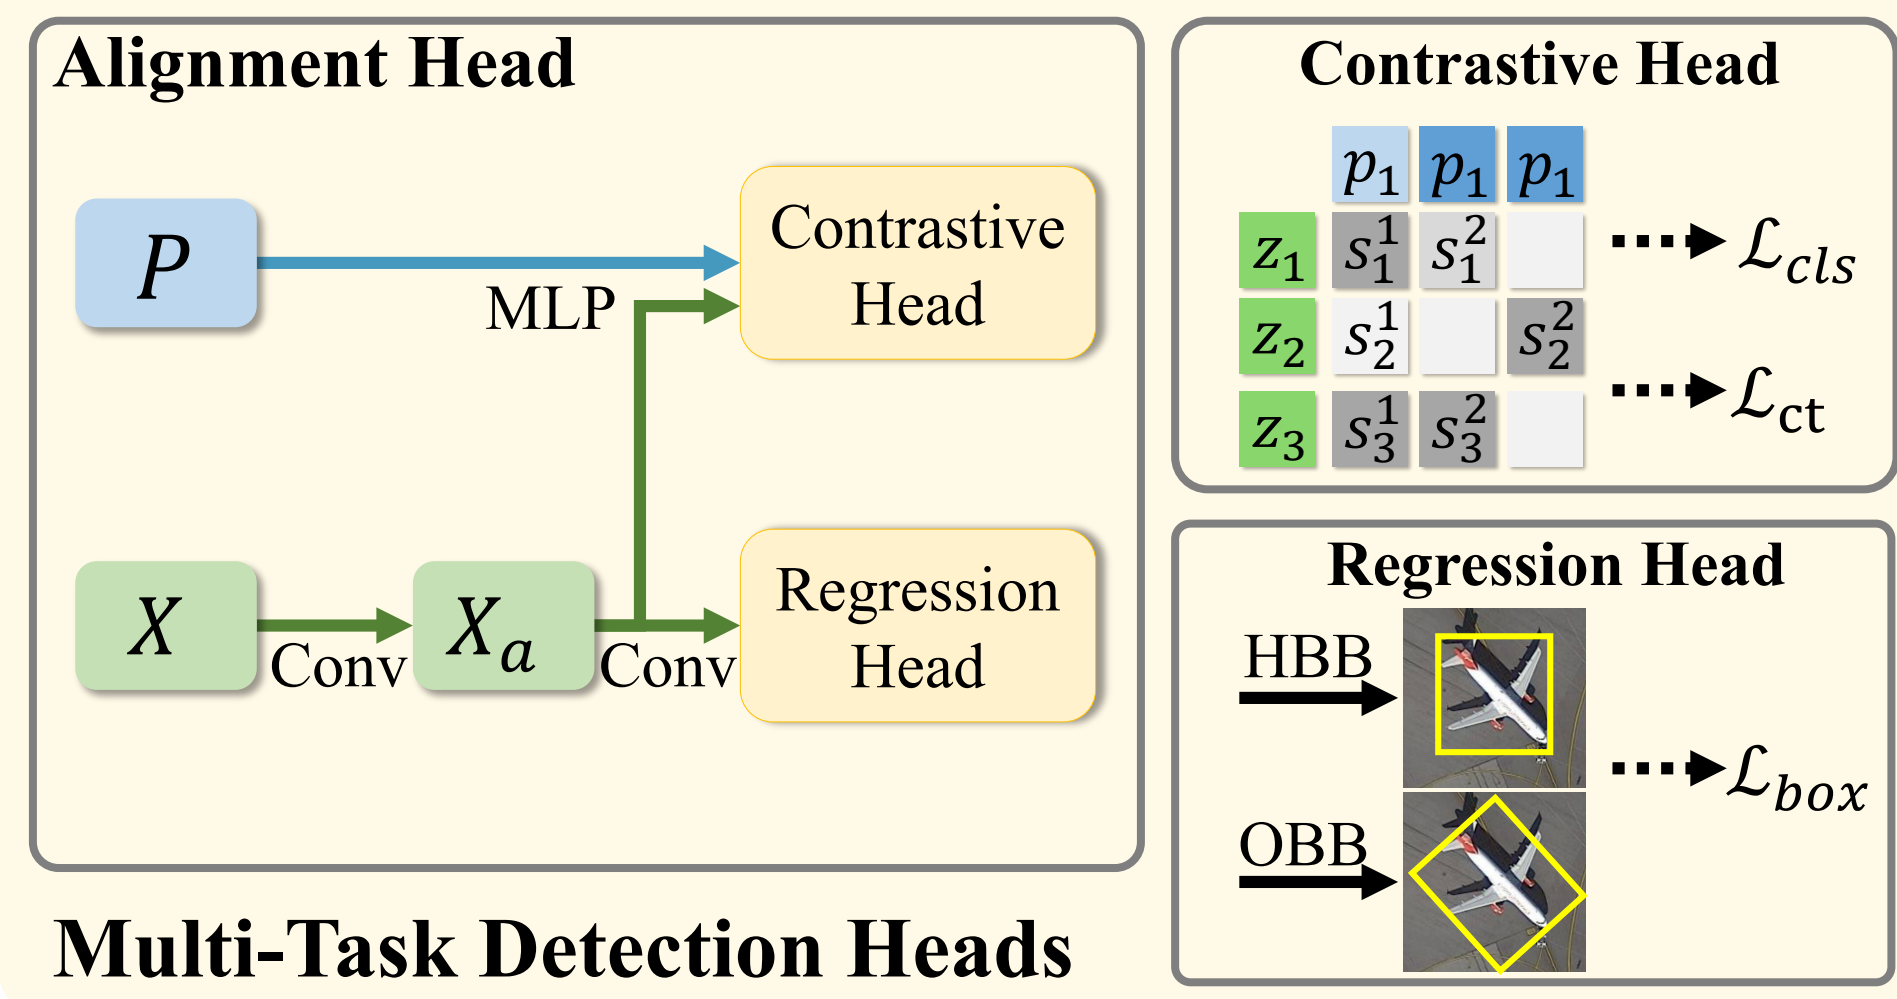 Alignment Head
P
MLP
Contrastive
Head
X
Conv
X_a
Conv
Regression
Head
Multi-Task Detection Heads
Contrastive Head
p_1 p_1 p_1
z_1 s_1^1 s_1^2
ℒ_cls
z_2 s_2^1 s_2^2
ℒ_ct
z_3 s_3^1 s_3^2
Regression Head
HBB
ℒ_box
OBB